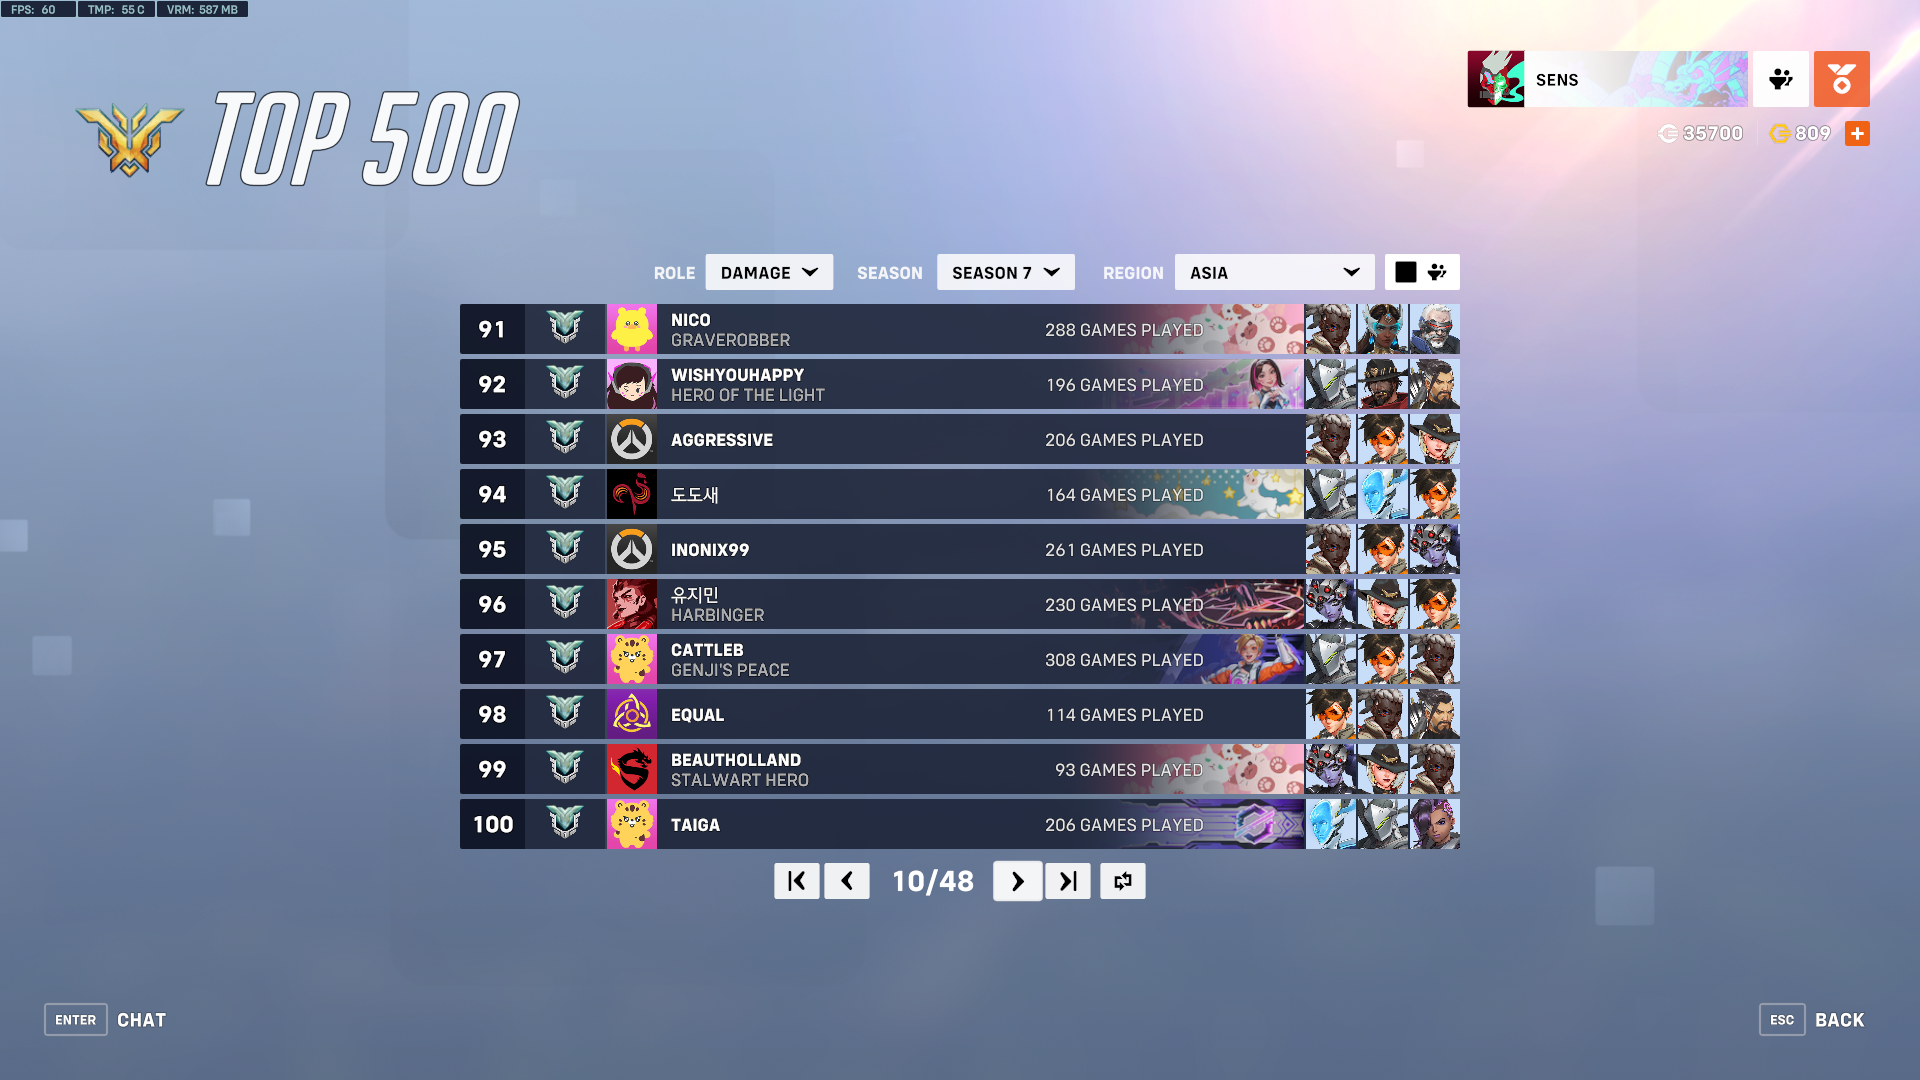 FPS: 60 TMP: 55 C VRM: 587 MB
TOP 500
SENS
35700 809
ROLE DAMAGE SEASON SEASON 7 REGION ASIA
91 NICO 288 GAMES PLAYED
GRAVEROBBER
92 WISHYOUHAPPY 196 GAMES PLAYED
HERO OF THE LIGHT
93 AGGRESSIVE 206 GAMES PLAYED
94 도도새 164 GAMES PLAYED
95 INONIX99 261 GAMES PLAYED
96 유지민 230 GAMES PLAYED
HARBINGER
97 CATTLEB 308 GAMES PLAYED
GENJI'S PEACE
98 EQUAL 114 GAMES PLAYED
99 BEAUTHOLLAND 93 GAMES PLAYED
STALWART HERO
100 TAIGA 206 GAMES PLAYED
10/48
ENTER CHAT
ESC BACK